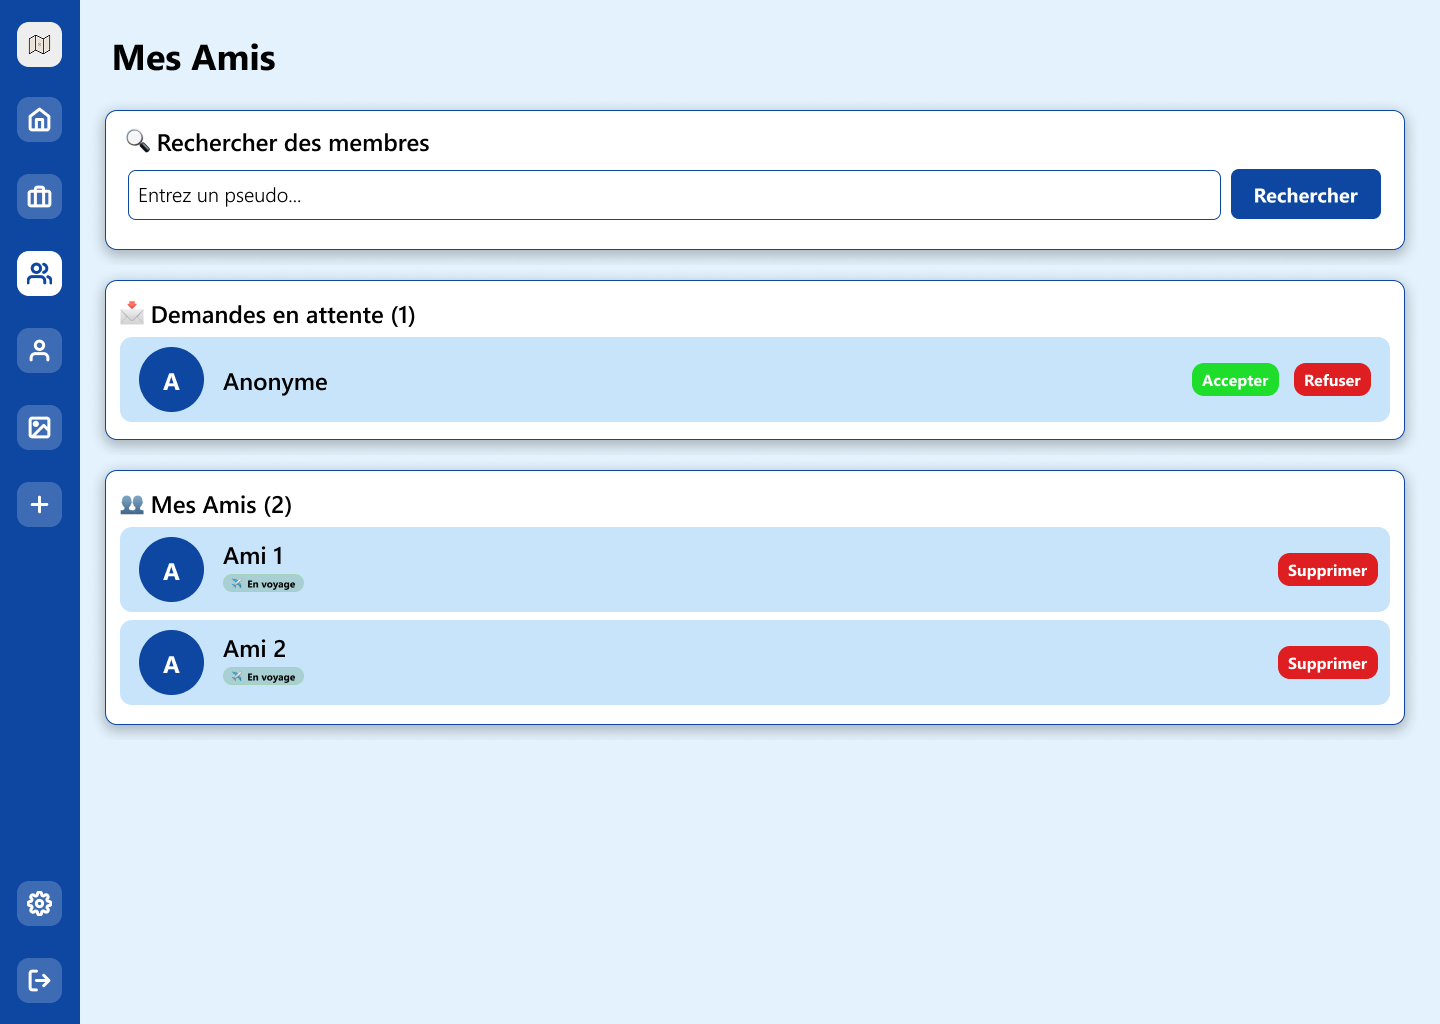 Mes Amis
Rechercher des membres
Entrez un pseudo...
Rechercher
Demandes en attente (1)
A
Anonyme
Accepter
Refuser
Mes Amis (2)
A
Ami 1
En voyage
Supprimer
A
Ami 2
En voyage
Supprimer